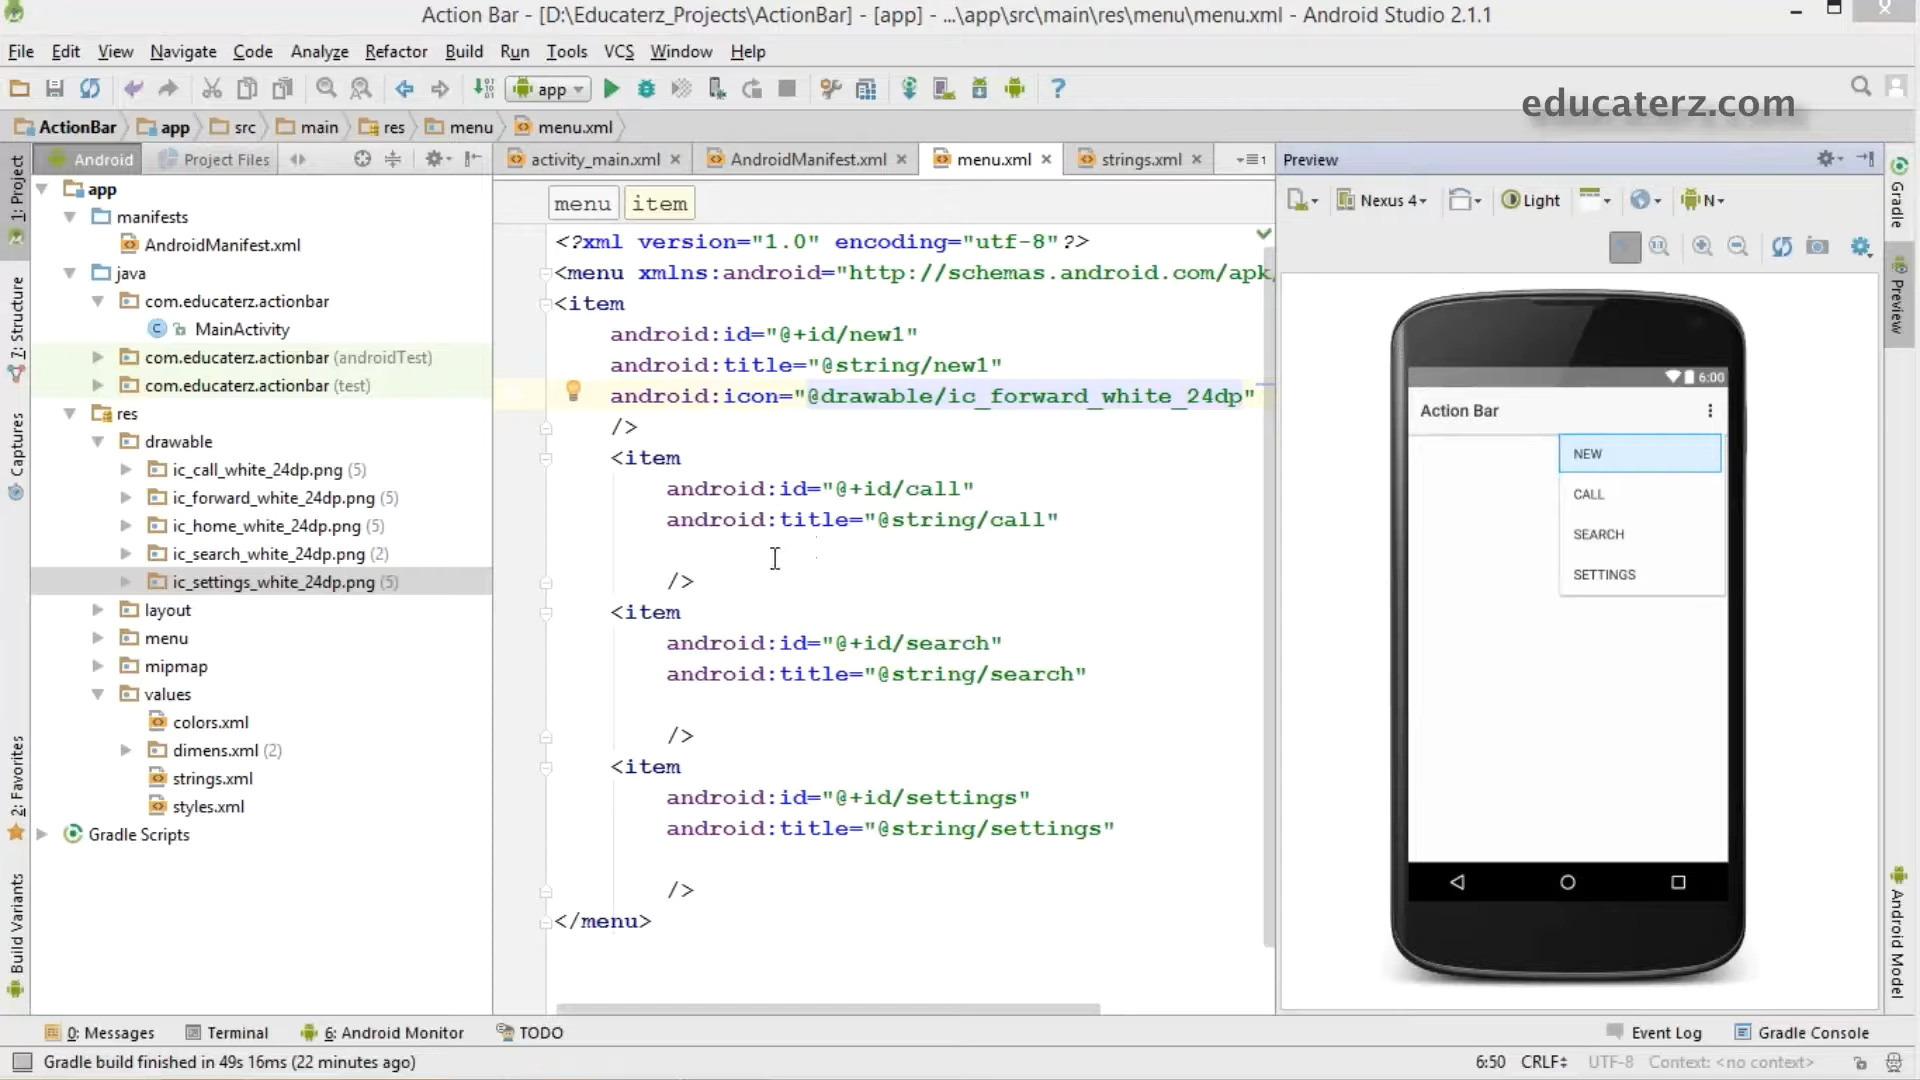 Action Bar - [D:\Educaterz_Projects\ActionBar] - [app] - ...\app\src\main\res\menu\menu.xml - Android Studio 2.1.1
File Edit View Navigate Code Analyze Refactor Build Run Tools VCS Window Help
app
educaterz.com
ActionBar app src main res menu menu.xml
1: Project
7: Structure
Captures
2: Favorites
Build Variants
Android Project Files
app
manifests
AndroidManifest.xml
java
com.educaterz.actionbar
MainActivity
com.educaterz.actionbar (androidTest)
com.educaterz.actionbar (test)
res
drawable
ic_call_white_24dp.png (5)
ic_forward_white_24dp.png (5)
ic_home_white_24dp.png (5)
ic_search_white_24dp.png (2)
ic_settings_white_24dp.png (5)
layout
menu
mipmap
values
colors.xml
dimens.xml (2)
strings.xml
styles.xml
Gradle Scripts
activity_main.xml AndroidManifest.xml menu.xml strings.xml
menu item
<?xml version="1.0" encoding="utf-8"?>
<menu xmlns:android="http://schemas.android.com/apk/
<item
android:id="@+id/new1"
android:title="@string/new1"
android:icon="@drawable/ic_forward_white_24dp"
/>
<item
android:id="@+id/call"
android:title="@string/call"
/>
<item
android:id="@+id/search"
android:title="@string/search"
/>
<item
android:id="@+id/settings"
android:title="@string/settings"
/>
</menu>
Preview
Nexus 4 Light N
6:00
Action Bar
NEW
CALL
SEARCH
SETTINGS
Gradle
Preview
Android Model
0: Messages Terminal 6: Android Monitor TODO Event Log Gradle Console
Gradle build finished in 49s 16ms (22 minutes ago) 6:50 CRLF UTF-8 Context: <no context>